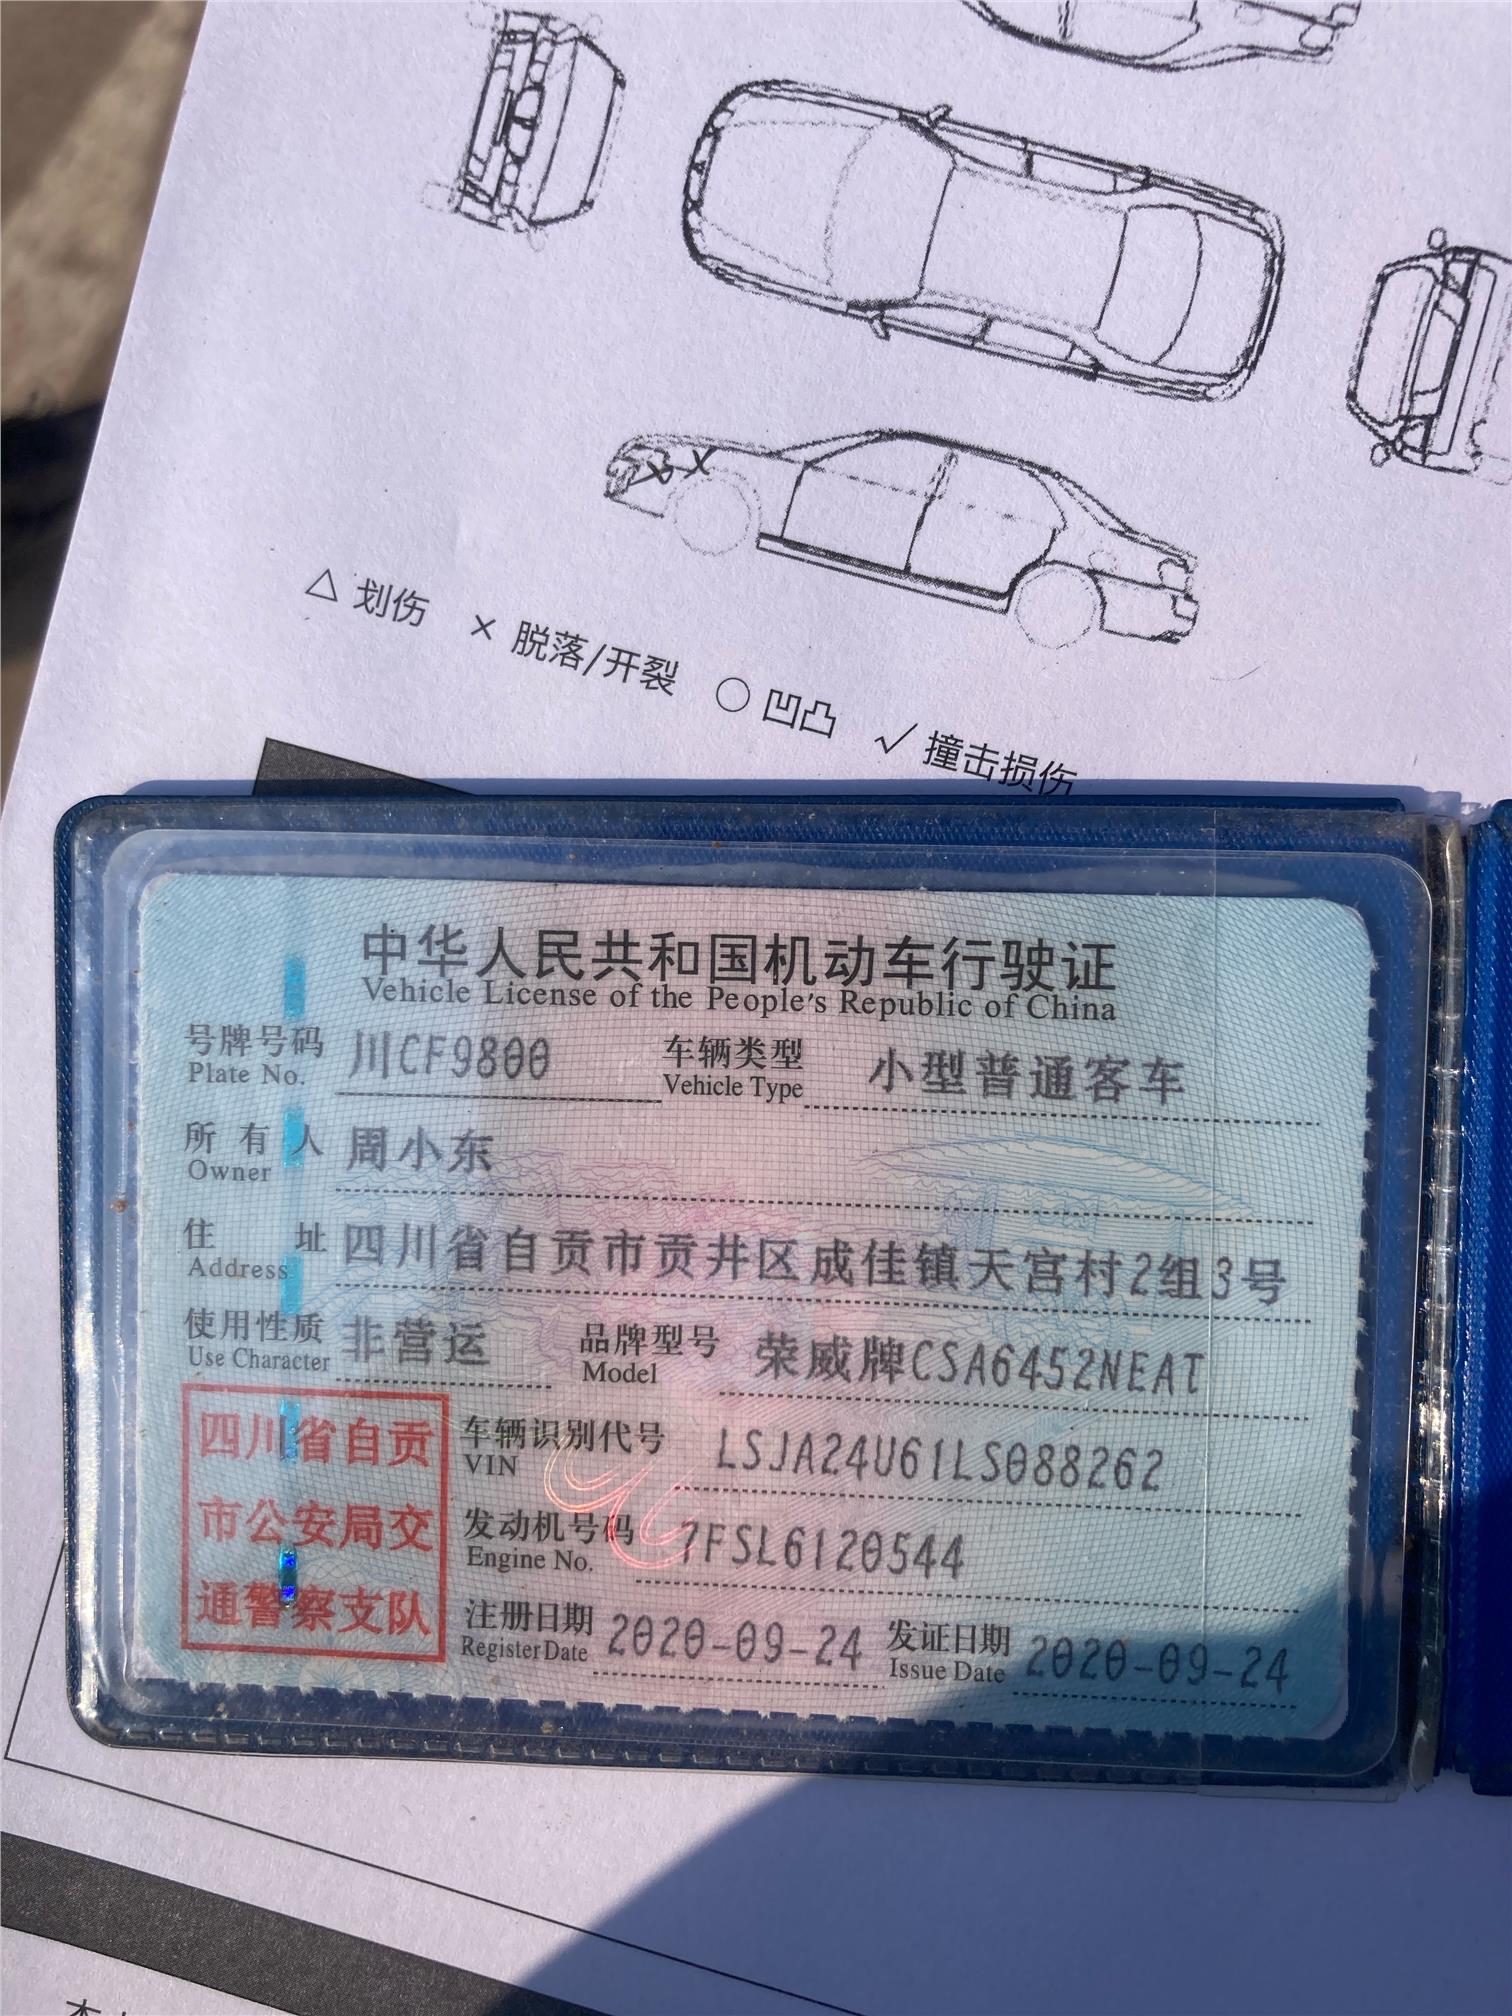 △ 划伤 × 脱落/开裂 ○ 凹凸 √ 撞击损伤
中华人民共和国机动车行驶证
Vehicle License of the People's Republic of China
号牌号码 川CF9800 车辆类型 小型普通客车
Plate No. Vehicle Type
所有人 周小东
Owner
住址 四川省自贡市贡井区成佳镇天宫村2组3号
Address
使用性质 非营运 品牌型号 荣威牌CSA6452NEAT
Use Character Model
四川省自贡
市公安局交
通警察支队
车辆识别代号 LSJA24U61LS088262
VIN
发动机号码 7FSL6120544
Engine No.
注册日期 2020-09-24 发证日期 2020-09-24
Register Date Issue Date